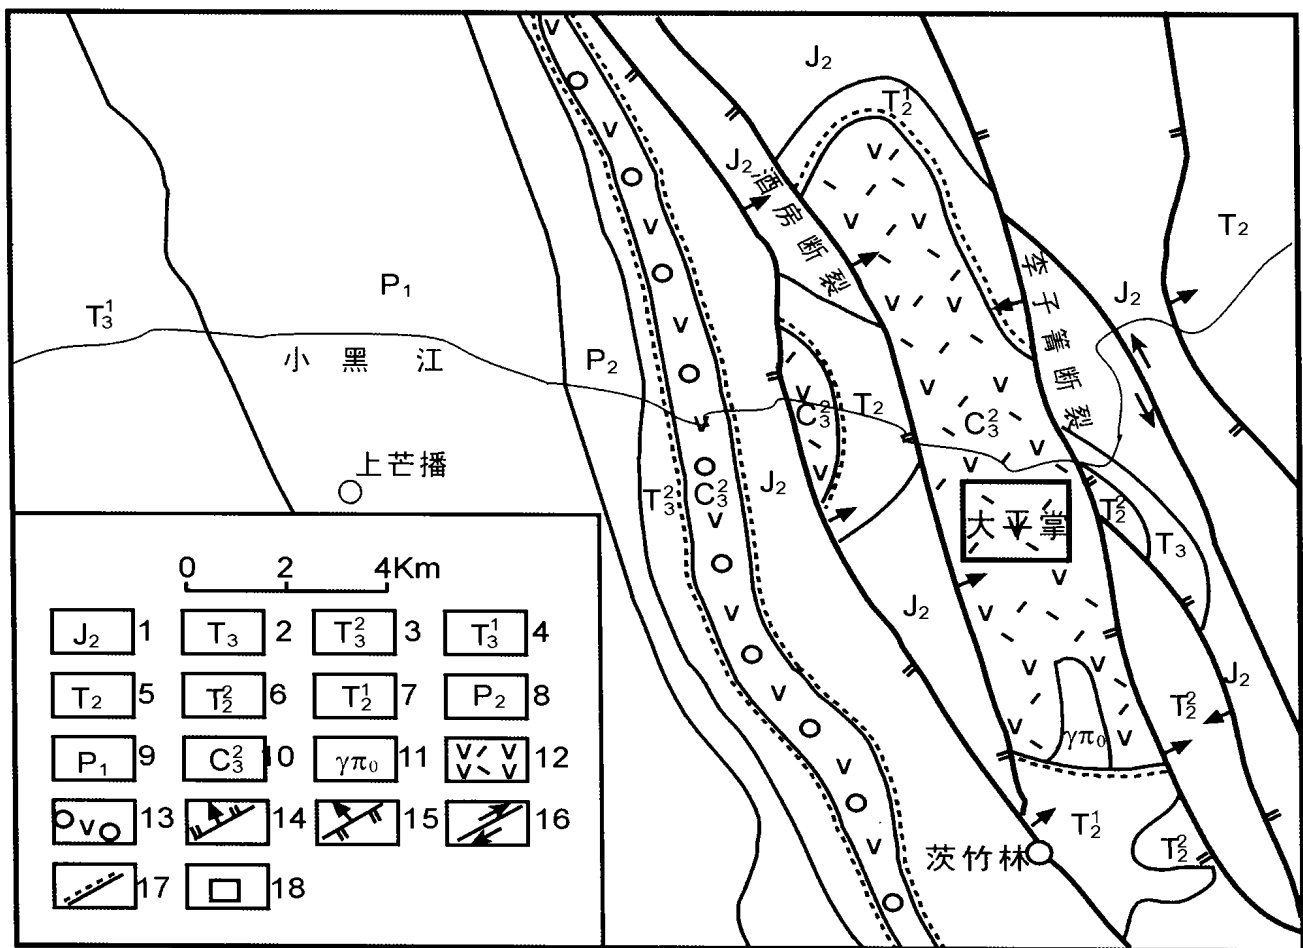 J₂
T₂¹
J₂
酒房断裂
T₂
李子箐断裂
J₂
P₁
T₃¹
小黑江
P₂
C₃²
T₂
C₃²
上芒播
T₃²
C₃²
J₂
大平掌
T₂²
T₃
J₂
J₂
T₂²
γπ₀
T₂¹
T₂²
茨竹林
0 2 4Km
J₂ 1 T₃ 2 T₃² 3 T₃¹ 4
T₂ 5 T₂² 6 T₂¹ 7 P₂ 8
P₁ 9 C₃² 10 γπ₀ 11 12
13 14 15 16
17 18